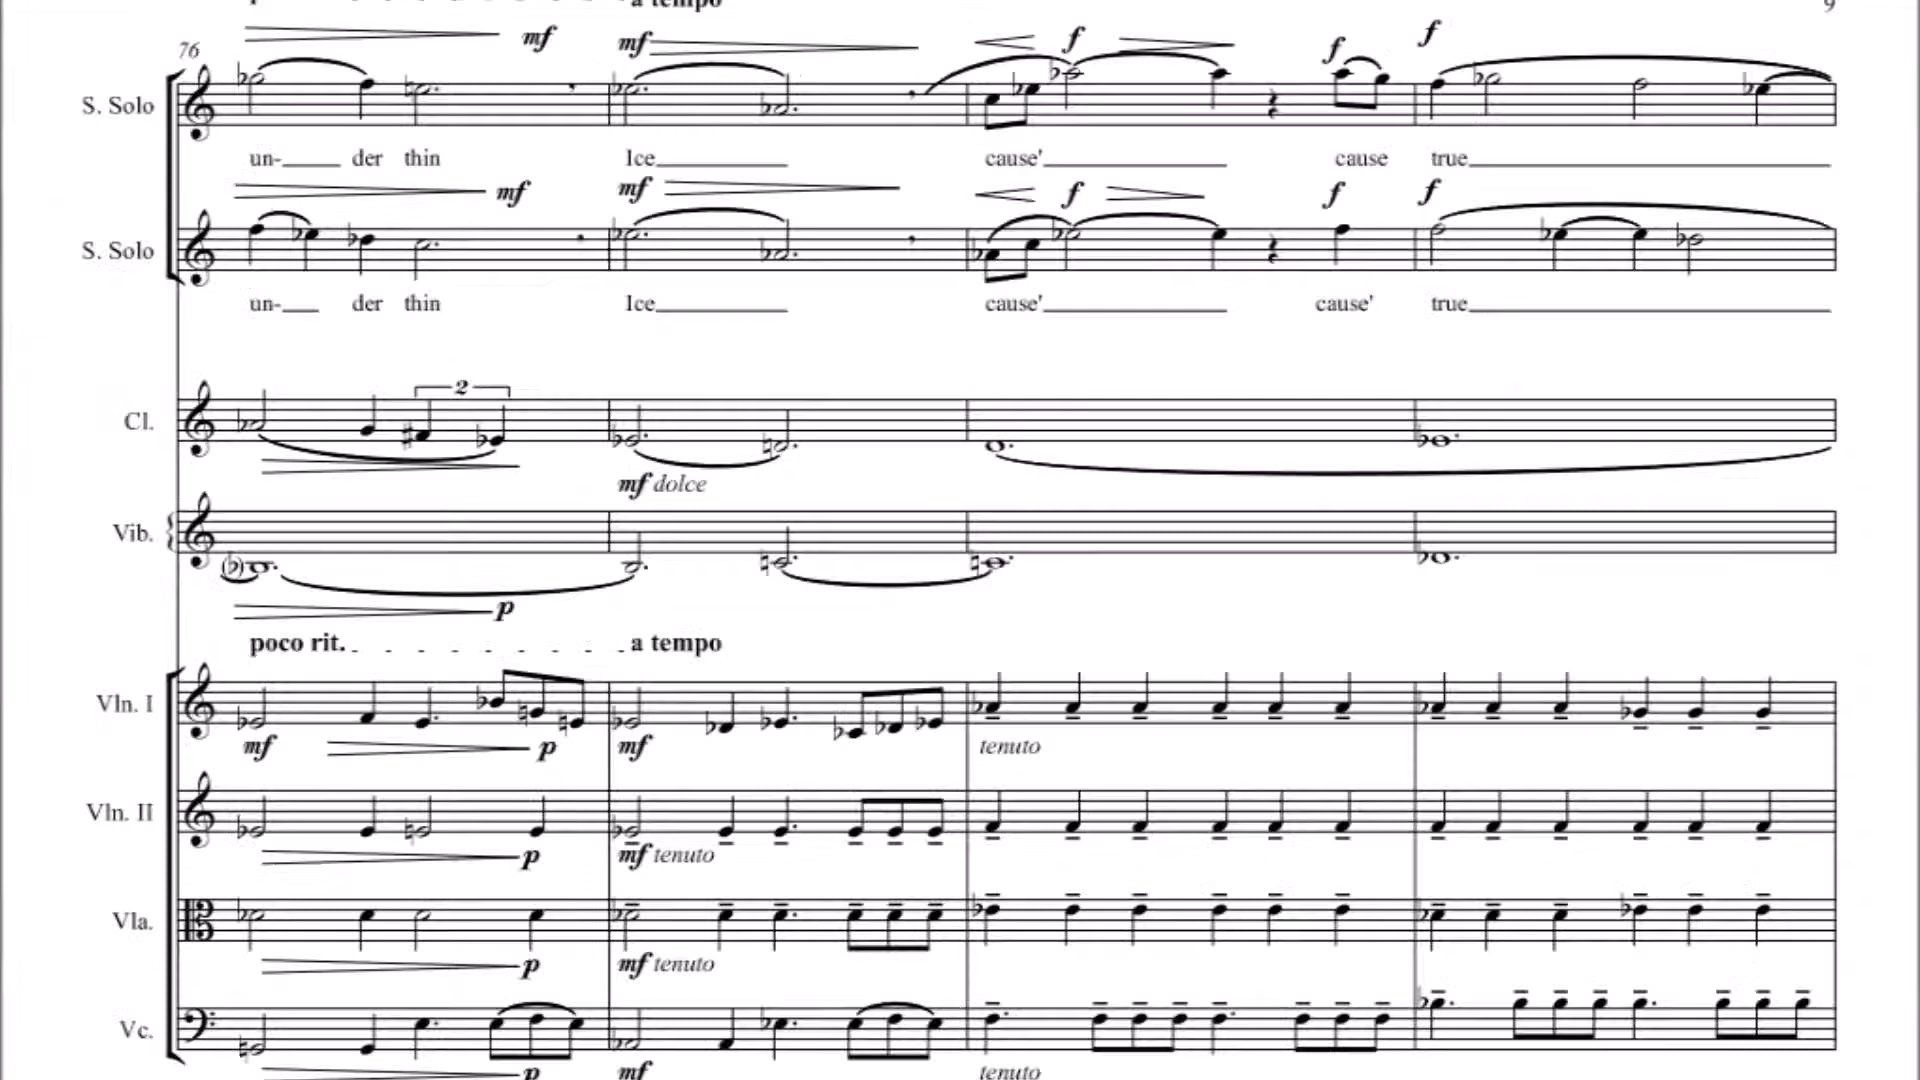 a tempo
9
mf mf f f f
76
S. Solo
un- der thin Ice cause' cause true
mf mf f f f
S. Solo
un- der thin Ice cause' cause' true
2
Cl.
mf dolce
Vib.
p
poco rit. a tempo
Vln. I
mf p mf tenuto
Vln. II
p mf tenuto
Vla.
p mf tenuto
Vc.
p mf tenuto